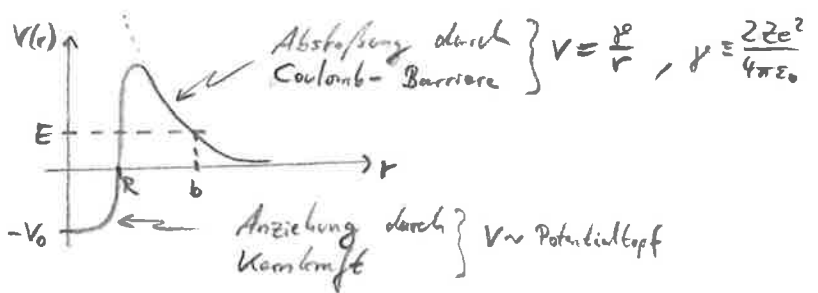 V(r)
Abstoßung durch
Coulomb-Barriere
} V = γ/r , γ ≡ 2Ze²/4πε₀
E
R
b
r
-V₀
Anziehung durch
Kernkraft
} V ~ Potentialtopf